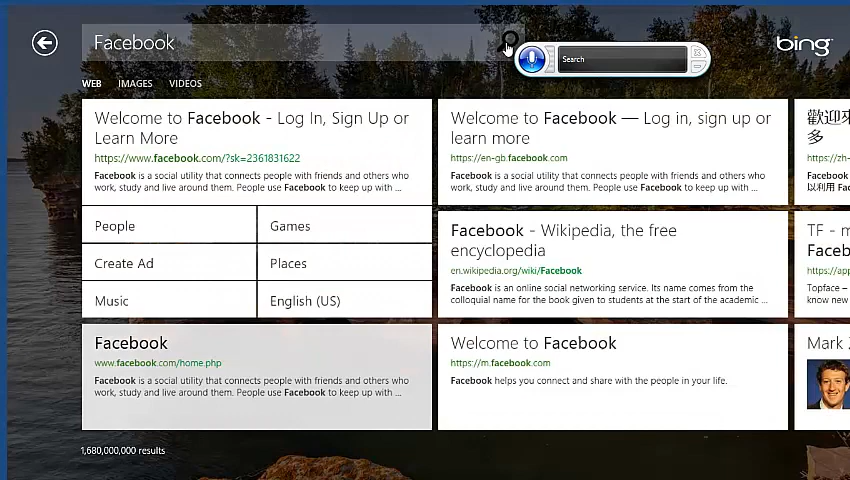 Facebook
Search
bing
WEB IMAGES VIDEOS
Welcome to Facebook - Log In, Sign Up or
Learn More
https://www.facebook.com/?sk=2361831622
Facebook is a social utility that connects people with friends and others who
work, study and live around them. People use Facebook to keep up with ...
People
Games
Create Ad
Places
Music
English (US)
Facebook
www.facebook.com/home.php
Facebook is a social utility that connects people with friends and others who
work, study and live around them. People use Facebook to keep up with ...
Welcome to Facebook — Log in, sign up or
learn more
https://en-gb.facebook.com
Facebook is a social utility that connects people with friends and others who
work, study and live around them. People use Facebook to keep up with ...
Facebook - Wikipedia, the free
encyclopedia
en.wikipedia.org/wiki/Facebook
Facebook is an online social networking service. Its name comes from the
colloquial name for the book given to students at the start of the academic ...
Welcome to Facebook
https://m.facebook.com
Facebook helps you connect and share with the people in your life.
歡迎來
多
https://zh-
Facebook
以利用 Fac
TF - m
Faceb
https://app
Topface –
know new
Mark
1,680,000,000 results